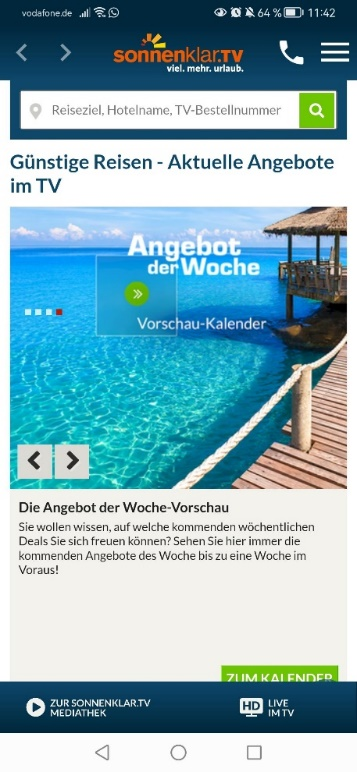 vodafone.de 64 % 11:42
sonnenklar.TV
viel. mehr. urlaub.
Reiseziel, Hotelname, TV-Bestellnummer
Günstige Reisen - Aktuelle Angebote
im TV
Angebot
der Woche
Vorschau-Kalender
Die Angebot der Woche-Vorschau
Sie wollen wissen, auf welche kommenden wöchentlichen
Deals Sie sich freuen können? Sehen Sie hier immer die
kommenden Angebote des Woche bis zu eine Woche im
Voraus!
ZUM KALENDER
ZUR SONNENKLAR.TV
MEDIATHEK
HD LIVE
IM TV